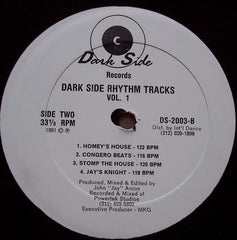 Dark Side
Records
DARK SIDE RHYTHM TRACKS
VOL. 1
SIDE TWO
33⅓ RPM
1991 Ⓒ Ⓟ
DS-2003-B
Dist. by Int'l Dance
(212) 639-1898
1 - HOMEY'S HOUSE - 122 BPM
2 - CONGERO BEATS - 116 BPM
3 - STOMP THE HOUSE - 120 BPM
4 - JAY'S KNIGHT - 118 BPM
Produced, Mixed & Edited by
John "Jay" Arcos
Recorded & Mixed at
Powertek Studios
Executive Producer - MKG